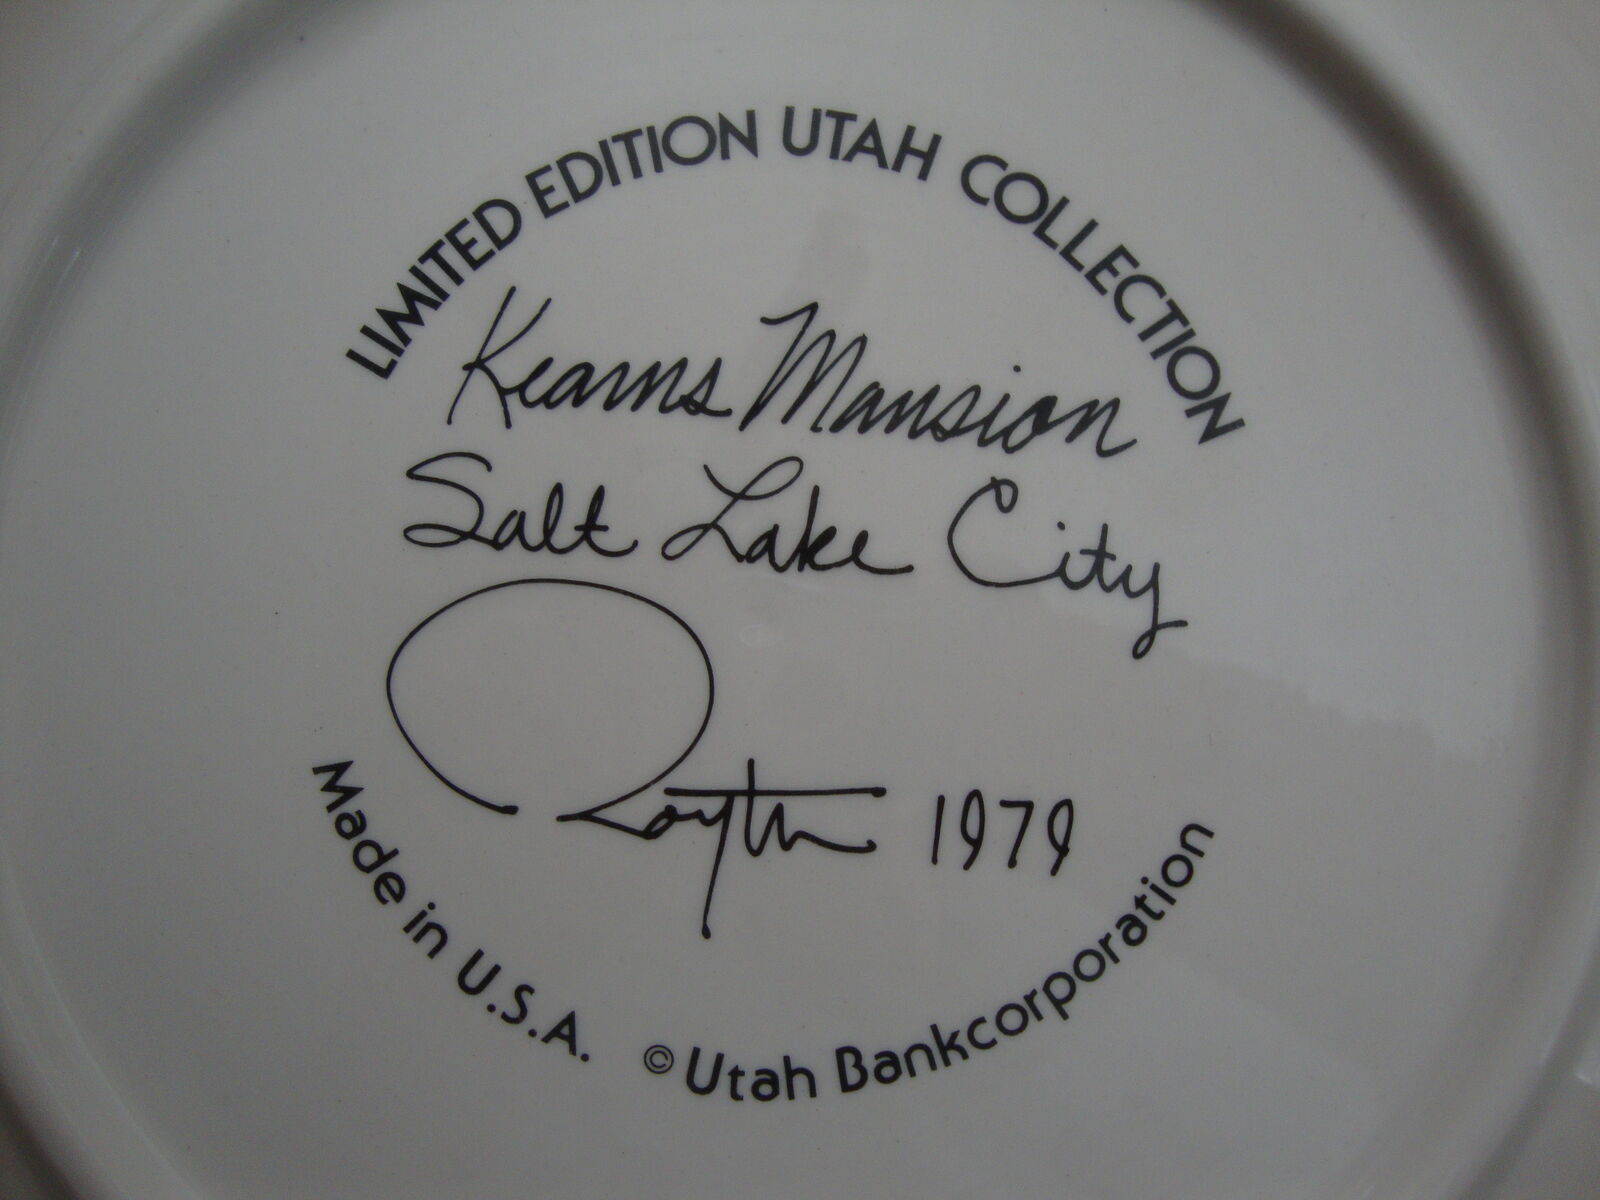 LIMITED EDITION UTAH COLLECTION
Kearns Mansion
Salt Lake City
1979
Made in U.S.A. © Utah Bankcorporation